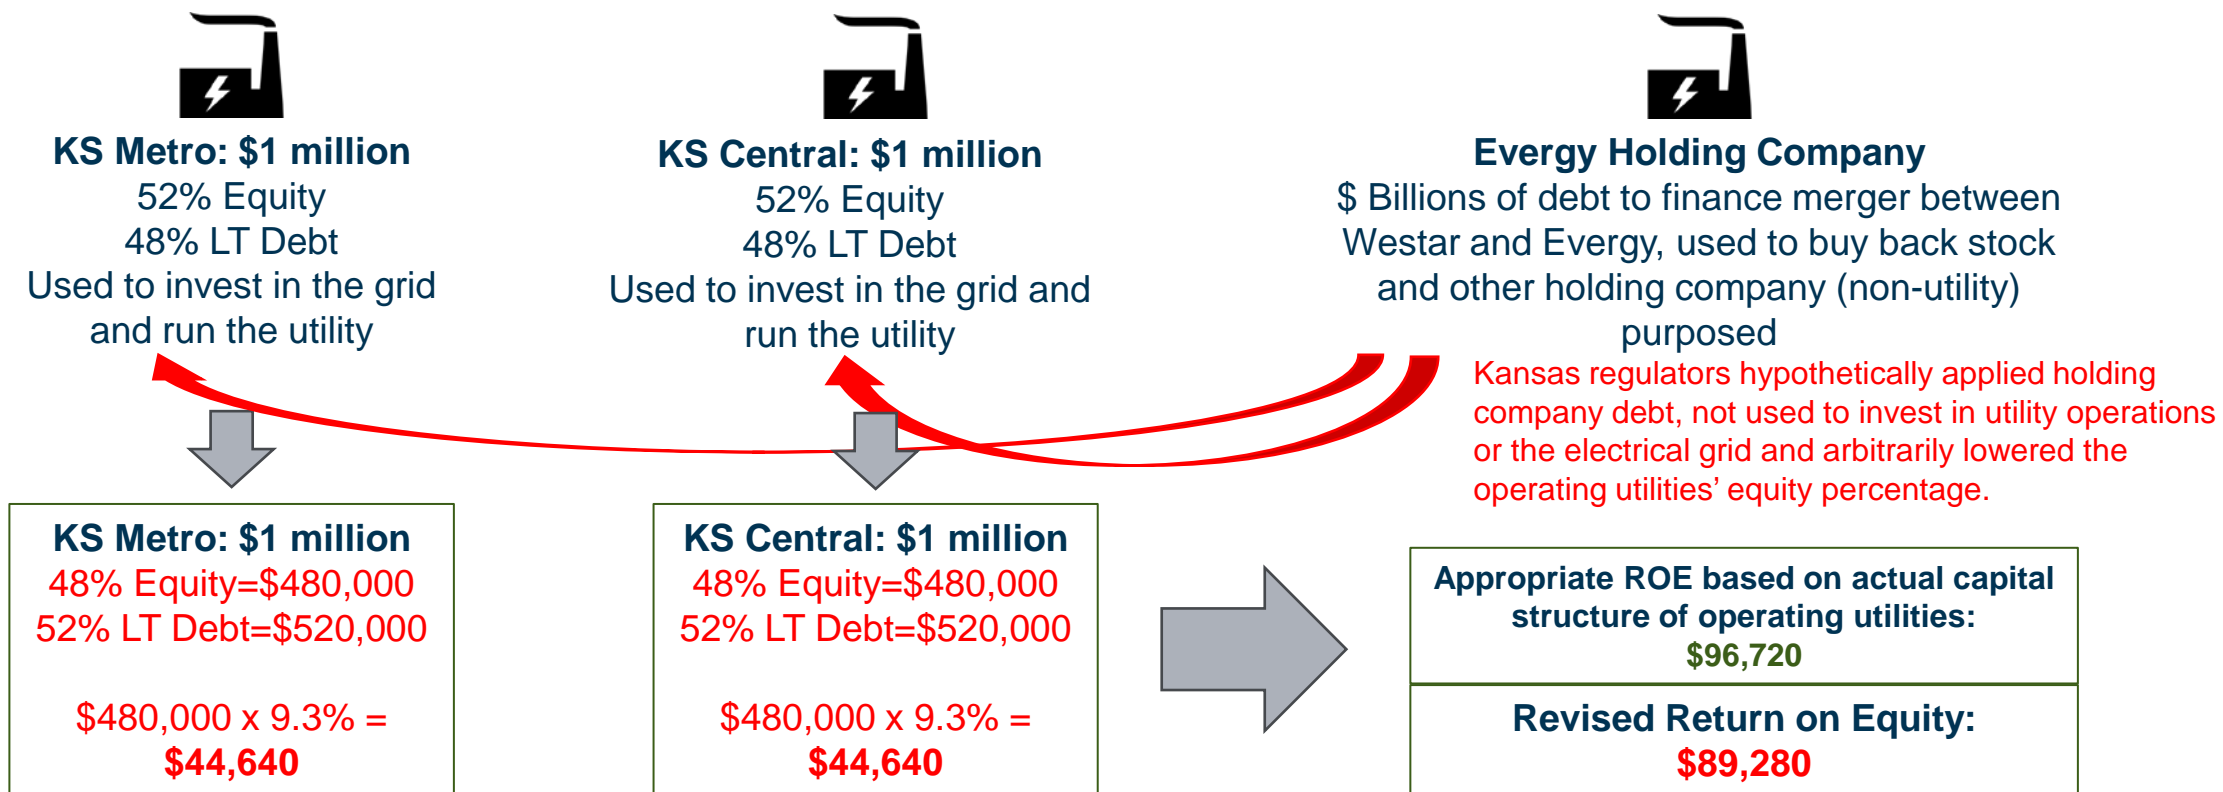 KS Metro: $1 million
52% Equity
48% LT Debt
Used to invest in the grid
and run the utility
KS Central: $1 million
52% Equity
48% LT Debt
Used to invest in the grid and
run the utility
Evergy Holding Company
$ Billions of debt to finance merger between
Westar and Evergy, used to buy back stock
and other holding company (non-utility)
purposed
Kansas regulators hypothetically applied holding
company debt, not used to invest in utility operations
or the electrical grid and arbitrarily lowered the
operating utilities’ equity percentage.
KS Metro: $1 million
48% Equity=$480,000
52% LT Debt=$520,000
$480,000 x 9.3% =
$44,640
KS Central: $1 million
48% Equity=$480,000
52% LT Debt=$520,000
$480,000 x 9.3% =
$44,640
Appropriate ROE based on actual capital
structure of operating utilities:
$96,720
Revised Return on Equity:
$89,280